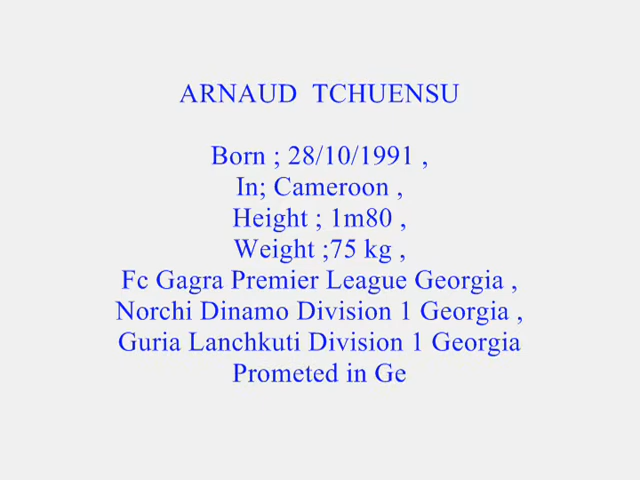 ARNAUD TCHUENSU
Born ; 28/10/1991 ,
In; Cameroon ,
Height ; 1m80 ,
Weight ;75 kg ,
Fc Gagra Premier League Georgia ,
Norchi Dinamo Division 1 Georgia ,
Guria Lanchkuti Division 1 Georgia
Prometed in Ge